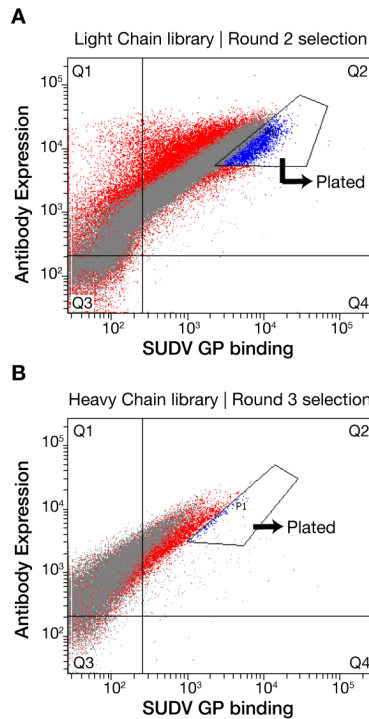 A
Light Chain library | Round 2 selection
Q1
Q2
10⁵
10⁴
10³
10²
Antibody Expression
Plated
Q3
Q4
10² 10³ 10⁴ 10⁵
SUDV GP binding
B
Heavy Chain library | Round 3 selection
Q1
Q2
10⁵
10⁴
10³
10²
Antibody Expression
P1
Plated
Q3
Q4
10² 10³ 10⁴ 10⁵
SUDV GP binding